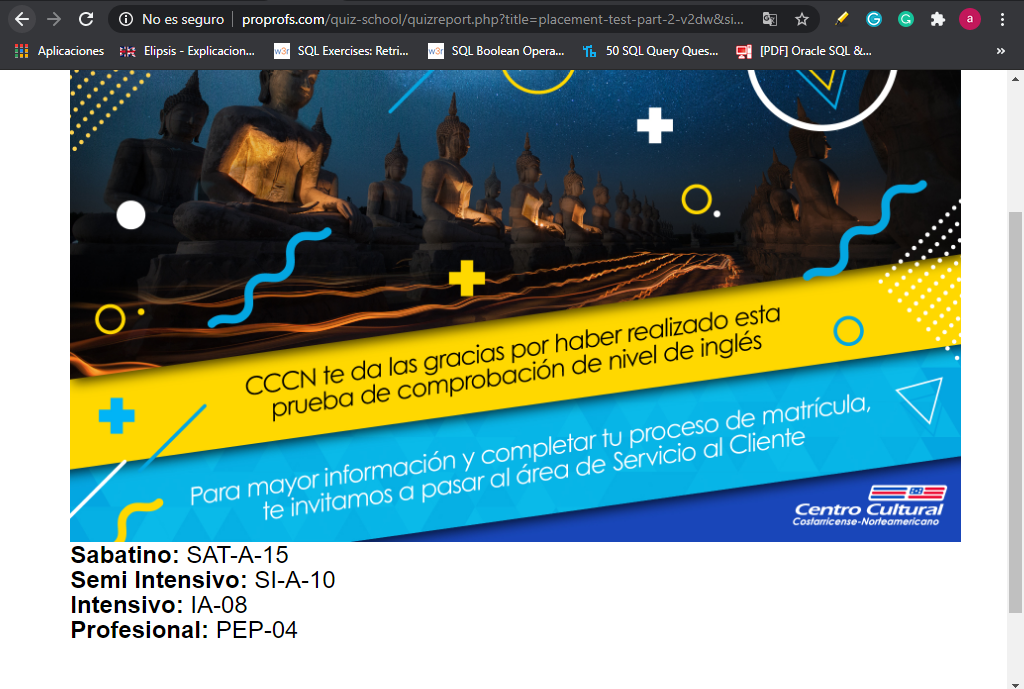 No es seguro | proprofs.com/quiz-school/quizreport.php?title=placement-test-part-2-v2dw&si...
a
Aplicaciones
Elipsis - Explicacion...
w3r
SQL Exercises: Retri...
w3r
SQL Boolean Opera...
Tb
50 SQL Query Ques...
[PDF] Oracle SQL &...
»
CCCN te da las gracias por haber realizado esta
prueba de comprobación de nivel de inglés
Para mayor información y completar tu proceso de matrícula,
te invitamos a pasar al área de Servicio al Cliente
Centro Cultural
Costarricense-Norteamericano
Sabatino: SAT-A-15
Semi Intensivo: SI-A-10
Intensivo: IA-08
Profesional: PEP-04